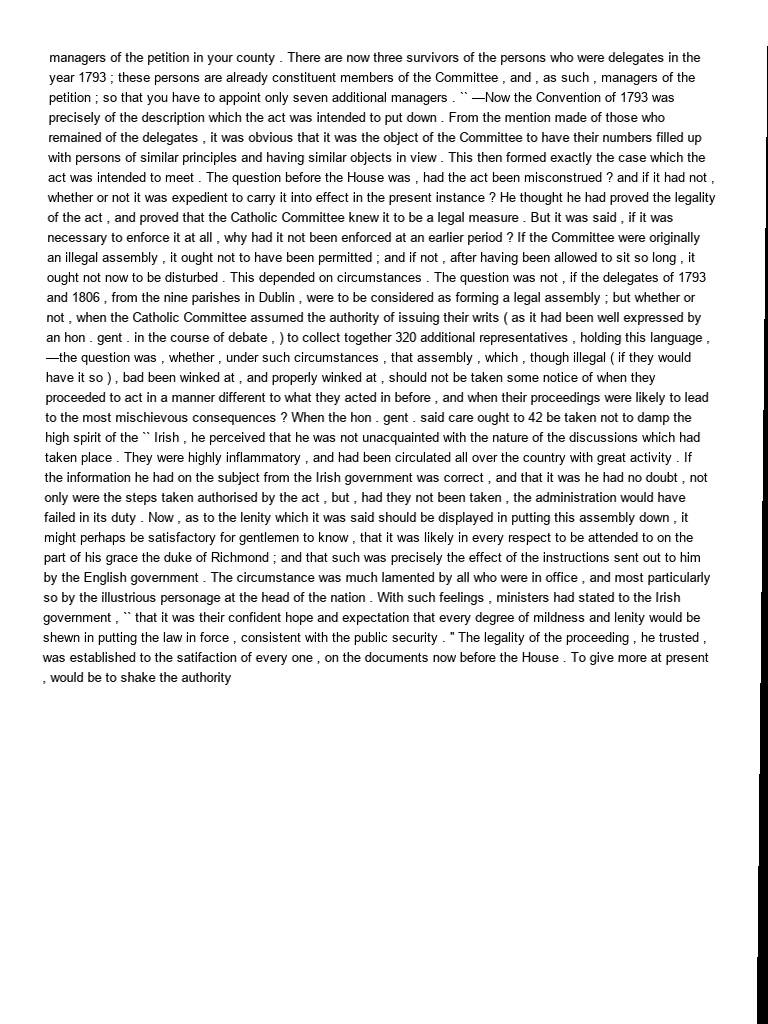 managers of the petition in your county . There are now three survivors of the persons who were delegates in the
year 1793 ; these persons are already constituent members of the Committee , and , as such , managers of the
petition ; so that you have to appoint only seven additional managers . `` —Now the Convention of 1793 was
precisely of the description which the act was intended to put down . From the mention made of those who
remained of the delegates , it was obvious that it was the object of the Committee to have their numbers filled up
with persons of similar principles and having similar objects in view . This then formed exactly the case which the
act was intended to meet . The question before the House was , had the act been misconstrued ? and if it had not ,
whether or not it was expedient to carry it into effect in the present instance ? He thought he had proved the legality
of the act , and proved that the Catholic Committee knew it to be a legal measure . But it was said , if it was
necessary to enforce it at all , why had it not been enforced at an earlier period ? If the Committee were originally
an illegal assembly , it ought not to have been permitted ; and if not , after having been allowed to sit so long , it
ought not now to be disturbed . This depended on circumstances . The question was not , if the delegates of 1793
and 1806 , from the nine parishes in Dublin , were to be considered as forming a legal assembly ; but whether or
not , when the Catholic Committee assumed the authority of issuing their writs ( as it had been well expressed by
an hon . gent . in the course of debate , ) to collect together 320 additional representatives , holding this language ,
—the question was , whether , under such circumstances , that assembly , which , though illegal ( if they would
have it so ) , bad been winked at , and properly winked at , should not be taken some notice of when they
proceeded to act in a manner different to what they acted in before , and when their proceedings were likely to lead
to the most mischievous consequences ? When the hon . gent . said care ought to 42 be taken not to damp the
high spirit of the `` Irish , he perceived that he was not unacquainted with the nature of the discussions which had
taken place . They were highly inflammatory , and had been circulated all over the country with great activity . If
the information he had on the subject from the Irish government was correct , and that it was he had no doubt , not
only were the steps taken authorised by the act , but , had they not been taken , the administration would have
failed in its duty . Now , as to the lenity which it was said should be displayed in putting this assembly down , it
might perhaps be satisfactory for gentlemen to know , that it was likely in every respect to be attended to on the
part of his grace the duke of Richmond ; and that such was precisely the effect of the instructions sent out to him
by the English government . The circumstance was much lamented by all who were in office , and most particularly
so by the illustrious personage at the head of the nation . With such feelings , ministers had stated to the Irish
government , `` that it was their confident hope and expectation that every degree of mildness and lenity would be
shewn in putting the law in force , consistent with the public security . " The legality of the proceeding , he trusted ,
was established to the satifaction of every one , on the documents now before the House . To give more at present
, would be to shake the authority